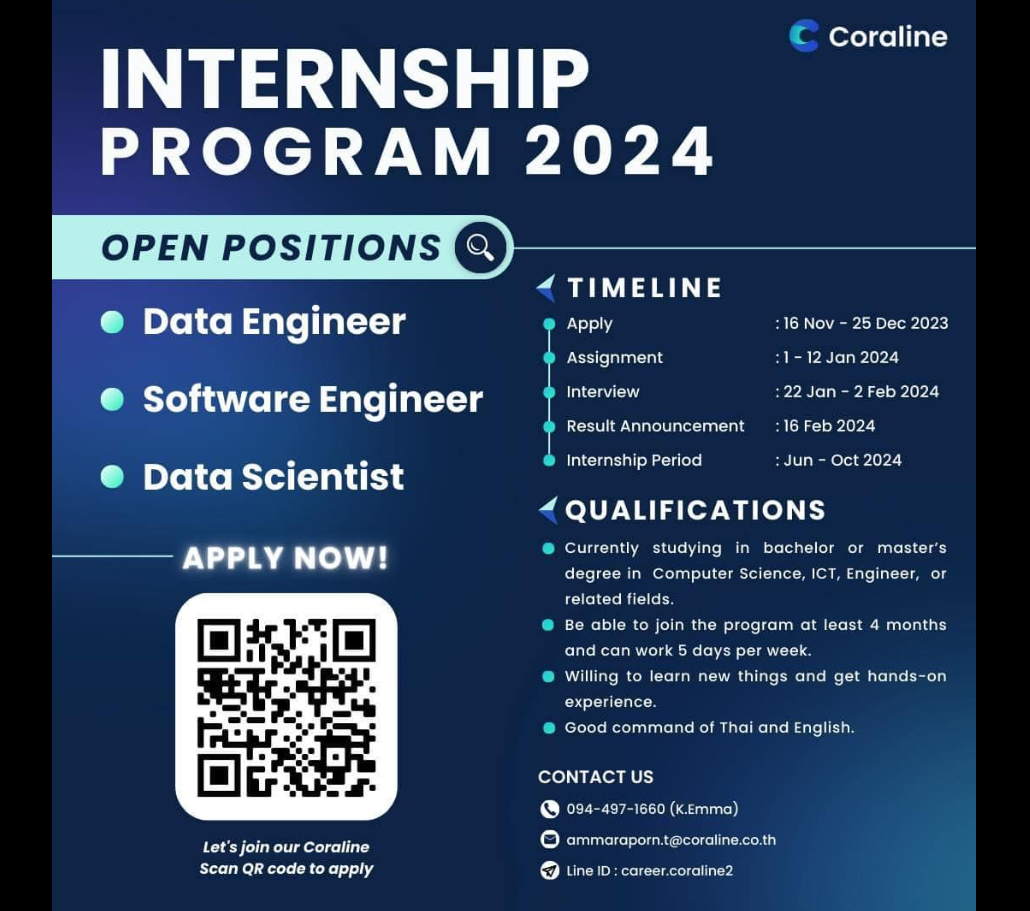 Coraline
INTERNSHIP
PROGRAM 2024
OPEN POSITIONS
Data Engineer
Software Engineer
Data Scientist
APPLY NOW!
Let's join our Coraline
Scan QR code to apply
TIMELINE
Apply : 16 Nov - 25 Dec 2023
Assignment : 1 - 12 Jan 2024
Interview : 22 Jan - 2 Feb 2024
Result Announcement : 16 Feb 2024
Internship Period : Jun - Oct 2024
QUALIFICATIONS
Currently studying in bachelor or master's
degree in Computer Science, ICT, Engineer, or
related fields.
Be able to join the program at least 4 months
and can work 5 days per week.
Willing to learn new things and get hands-on
experience.
Good command of Thai and English.
CONTACT US
094-497-1660 (K.Emma)
ammaraporn.t@coraline.co.th
Line ID : career.coraline2